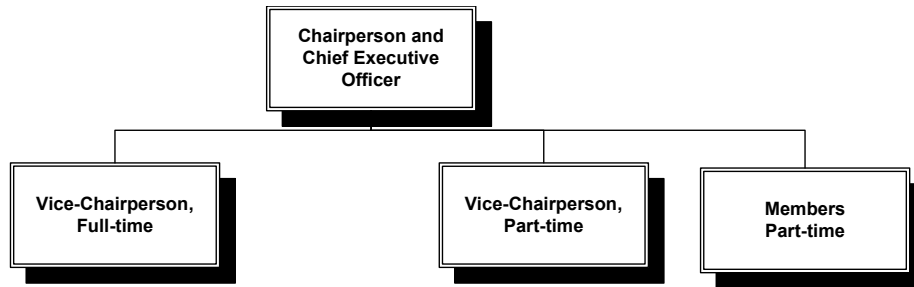 Chairperson and
Chief Executive
Officer
Vice-Chairperson,
Full-time
Vice-Chairperson,
Part-time
Members
Part-time